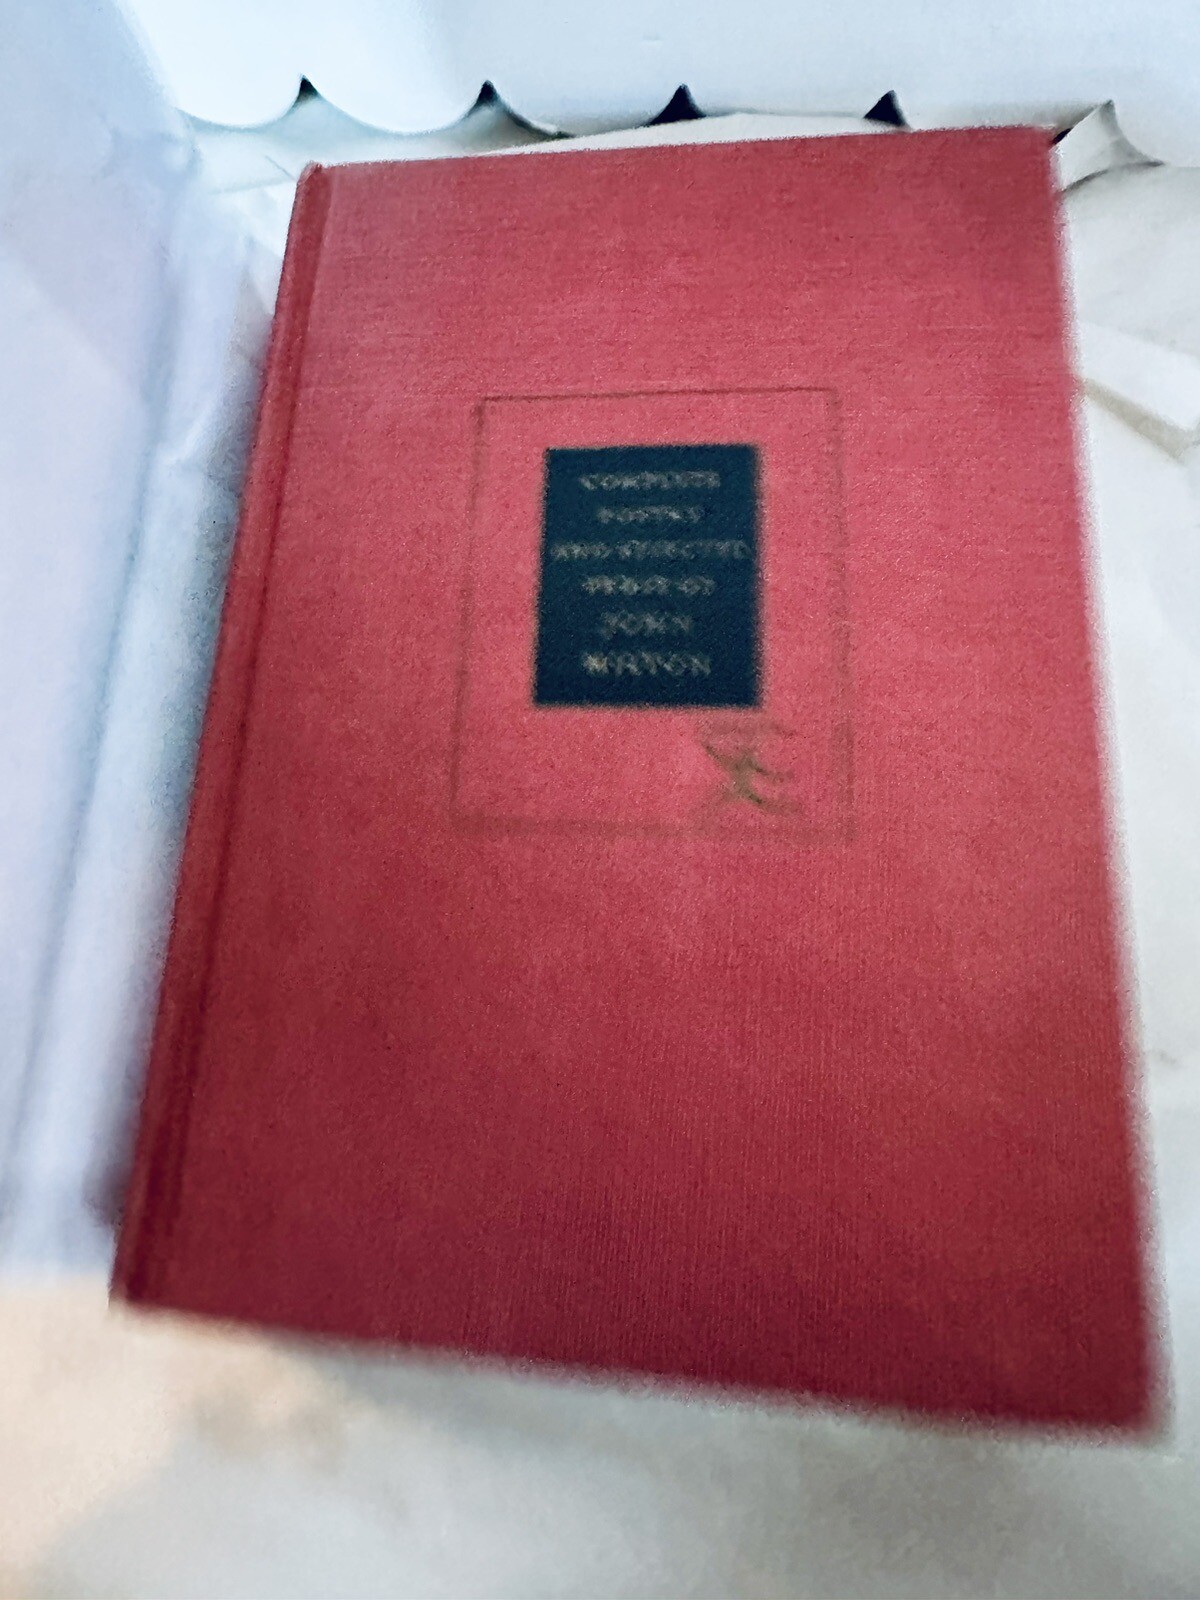 COMPLETE
POETRY
AND SELECTED
PROSE OF
JOHN
MILTON